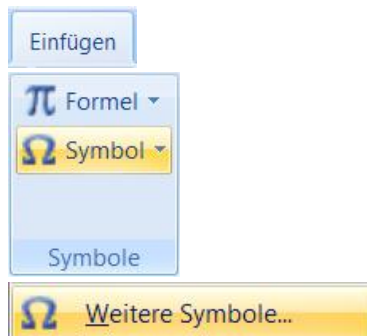 Einfügen
π Formel
Ω Symbol
Symbole
Ω Weitere Symbole...